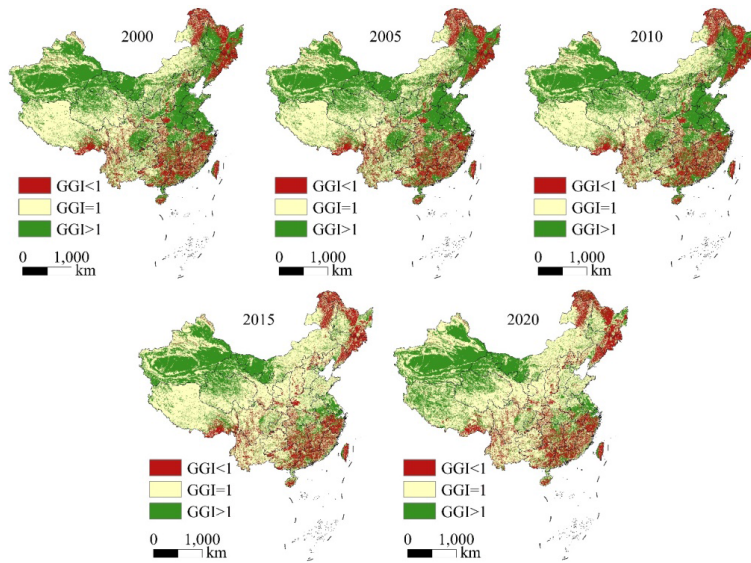 2000
GGI<1
GGI=1
GGI>1
0 1,000
km
2005
GGI<1
GGI=1
GGI>1
0 1,000
km
2010
GGI<1
GGI=1
GGI>1
0 1,000
km
2015
GGI<1
GGI=1
GGI>1
0 1,000
km
2020
GGI<1
GGI=1
GGI>1
0 1,000
km